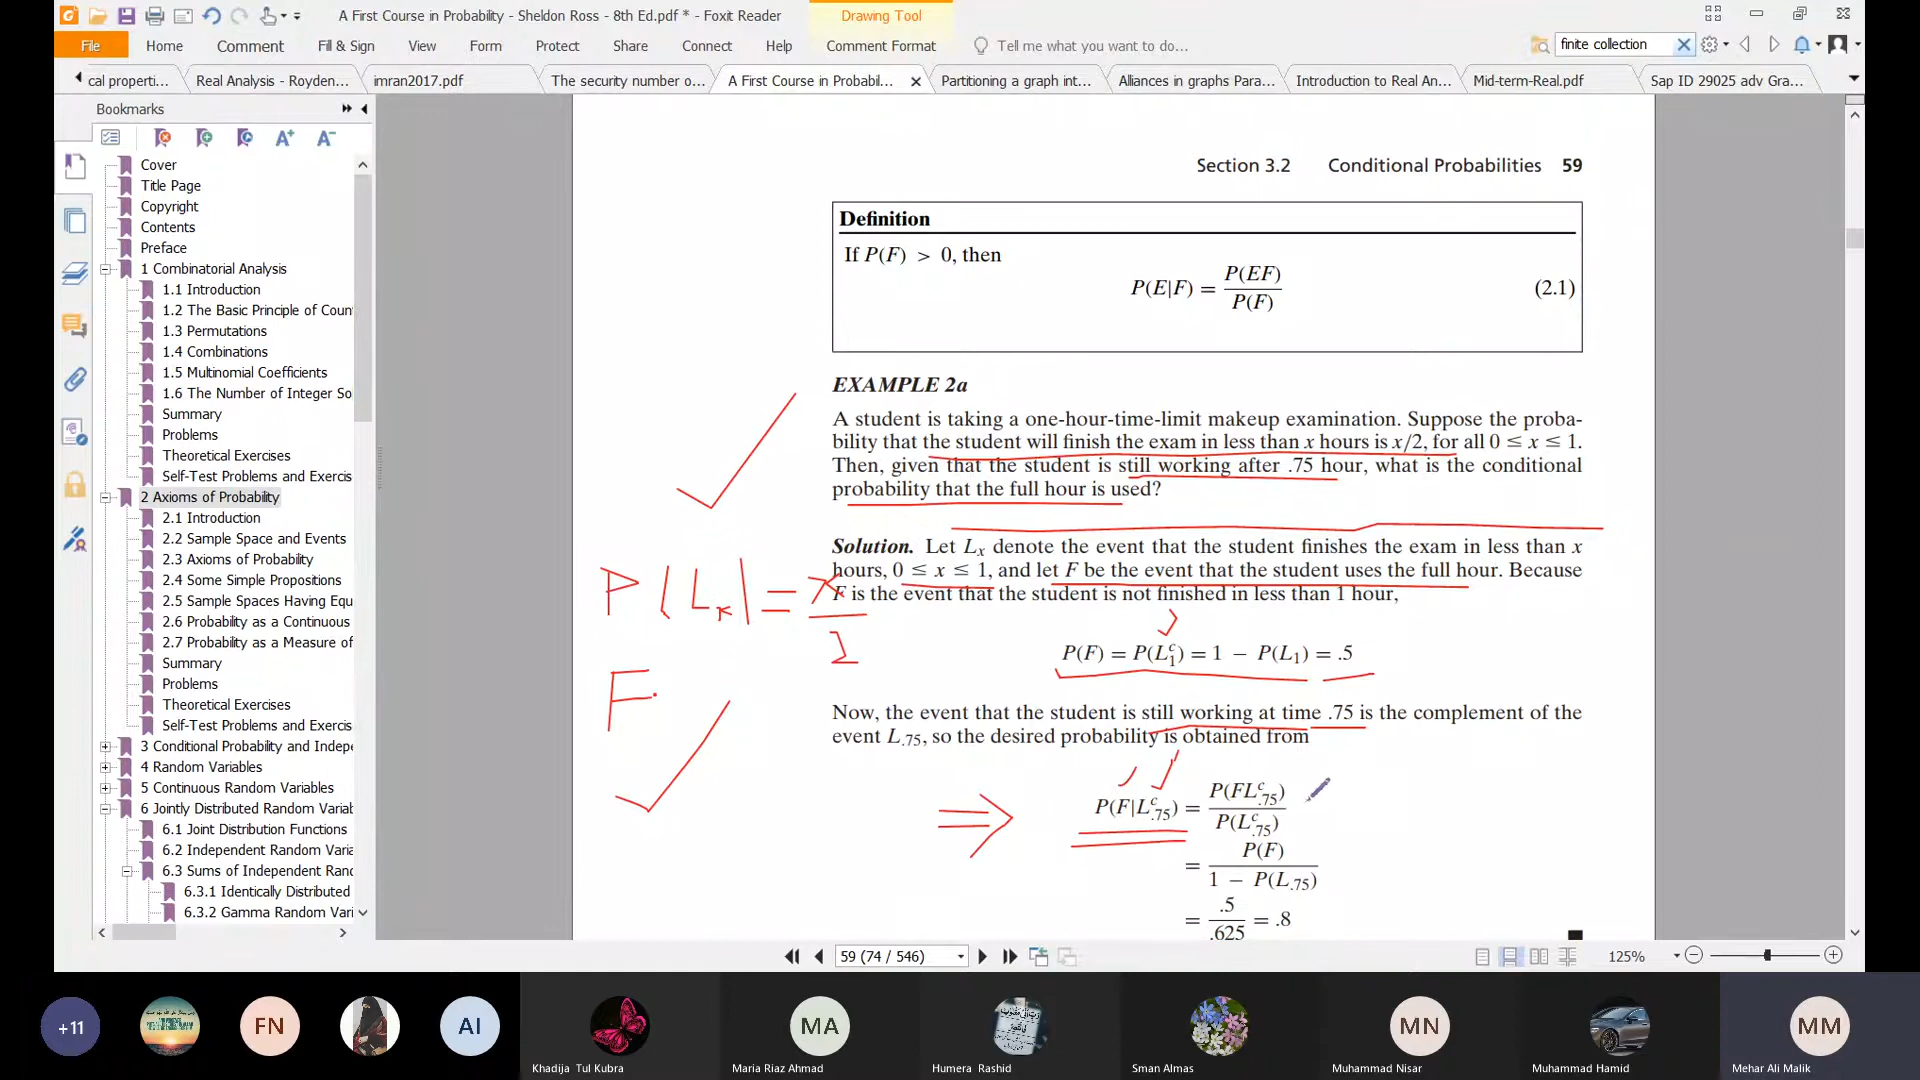 A First Course in Probability - Sheldon Ross - 8th Ed.pdf * - Foxit Reader
Drawing Tool
File
Home
Comment
Fill & Sign
View
Form
Protect
Share
Connect
Help
Comment Format
Tell me what you want to do...
finite collection
cal properti...
Real Analysis - Royden...
imran2017.pdf
The security number o...
A First Course in Probabil...
Partitioning a graph int...
Alliances in graphs Para...
Introduction to Real An...
Mid-term-Real.pdf
Sap ID 29025 adv Gra...
Bookmarks
Cover
Title Page
Copyright
Contents
Preface
1 Combinatorial Analysis
1.1 Introduction
1.2 The Basic Principle of Coun
1.3 Permutations
1.4 Combinations
1.5 Multinomial Coefficients
1.6 The Number of Integer So
Summary
Problems
Theoretical Exercises
Self-Test Problems and Exercis
2 Axioms of Probability
2.1 Introduction
2.2 Sample Space and Events
2.3 Axioms of Probability
2.4 Some Simple Propositions
2.5 Sample Spaces Having Equ
2.6 Probability as a Continuous
2.7 Probability as a Measure of
Summary
Problems
Theoretical Exercises
Self-Test Problems and Exercis
3 Conditional Probability and Indepe
4 Random Variables
5 Continuous Random Variables
6 Jointly Distributed Random Variab
6.1 Joint Distribution Functions
6.2 Independent Random Varia
6.3 Sums of Independent Rand
6.3.1 Identically Distributed
6.3.2 Gamma Random Vari
Section 3.2 Conditional Probabilities 59
Definition
If P(F) > 0, then
P(E|F) = P(EF) / P(F) (2.1)
EXAMPLE 2a
A student is taking a one-hour-time-limit makeup examination. Suppose the proba-
bility that the student will finish the exam in less than x hours is x/2, for all 0 ≤ x ≤ 1.
Then, given that the student is still working after .75 hour, what is the conditional
probability that the full hour is used?
Solution. Let Lx denote the event that the student finishes the exam in less than x
hours, 0 ≤ x ≤ 1, and let F be the event that the student uses the full hour. Because
F is the event that the student is not finished in less than 1 hour,
P(Lx) = x/2
P(F) = P(L₁ᶜ) = 1 − P(L₁) = .5
F
Now, the event that the student is still working at time .75 is the complement of the
event L.75, so the desired probability is obtained from
⇒
P(F|Lᶜ.75) = P(FLᶜ.75) / P(Lᶜ.75)
= P(F) / 1 − P(L.75)
= .5 / .625 = .8
59 (74 / 546)
125%
+11
FN
AI
MA
MN
MM
Khadija Tul Kubra
Maria Riaz Ahmad
Humera Rashid
Sman Almas
Muhammad Nisar
Muhammad Hamid
Mehar Ali Malik